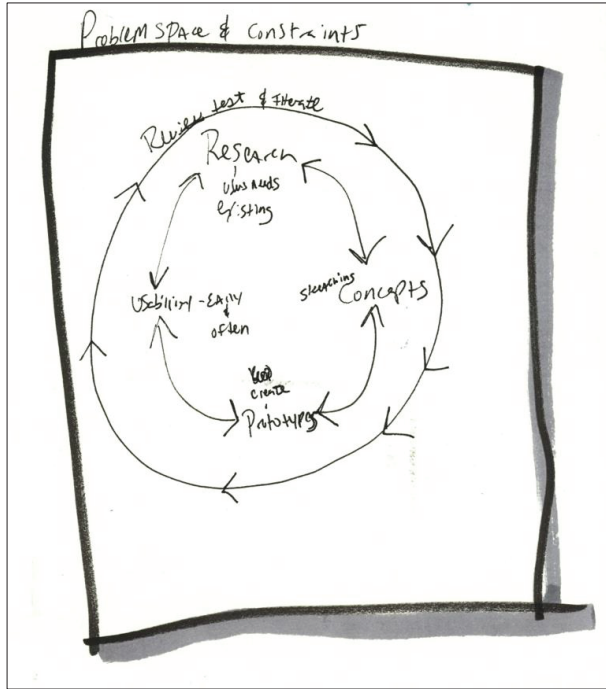 Problem space & constraints
Review test & Iterate
Research
users needs
existing
Usability - Early &
often
sketching
Concepts
create
Prototypes